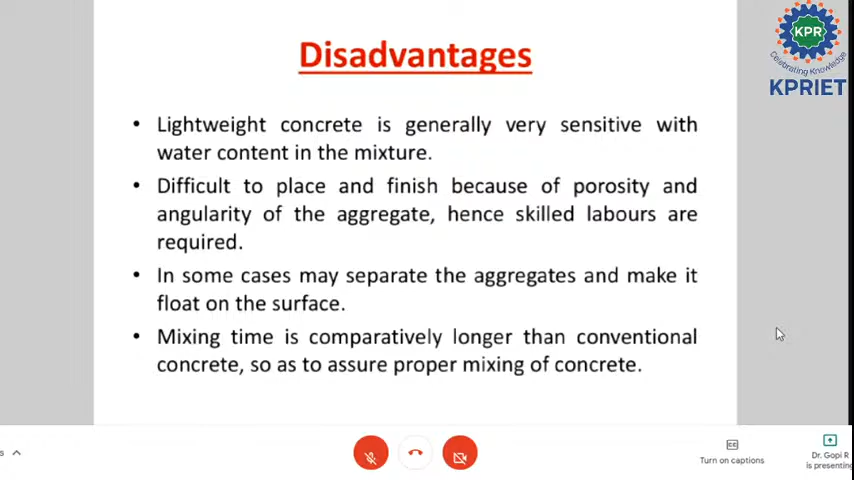 Disadvantages
KPR
Celebrating Knowledge
KPRIET
• Lightweight concrete is generally very sensitive with
water content in the mixture.
• Difficult to place and finish because of porosity and
angularity of the aggregate, hence skilled labours are
required.
• In some cases may separate the aggregates and make it
float on the surface.
• Mixing time is comparatively longer than conventional
concrete, so as to assure proper mixing of concrete.
s
Turn on captions
Dr. Gopi R
is presenting